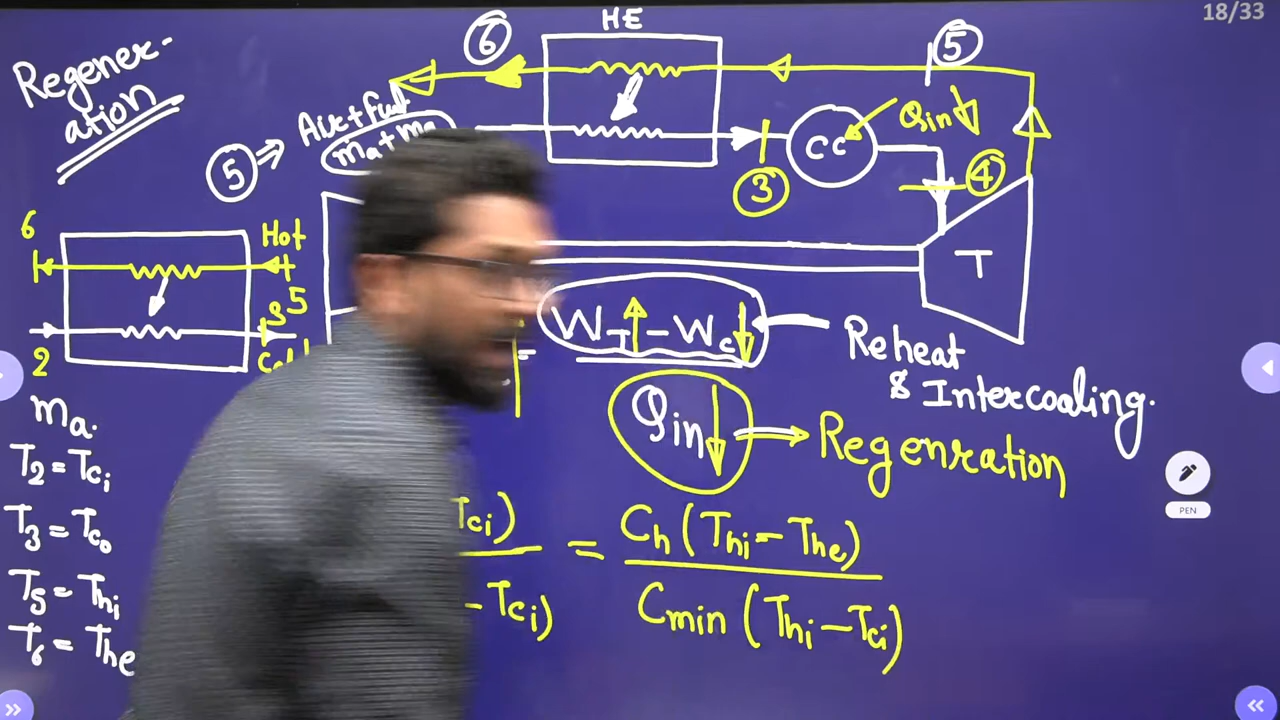 18/33
HE
Regener-
ation
6
5
5 ⇒ Air+fuel
ma+m
3
CC
Qin ↓
4
T
6
Hot
5
2
3
WT ↑ - Wc ↓
Reheat
& Intercoaling.
Qin ↓ → Regenration
ma.
T2 = Tci
T3 = Tco
T5 = Thi
T6 = The
Tci) = Ch (Thi - The)
- Tci) Cmin (Thi - Tci)
PEN